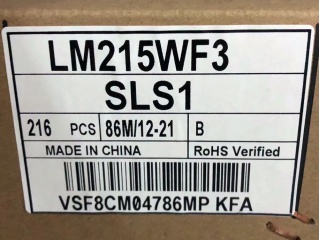 LM215WF3
SLS1
216 PCS 86M/12-21 B
MADE IN CHINA RoHS Verified
VSF8CM04786MP KFA